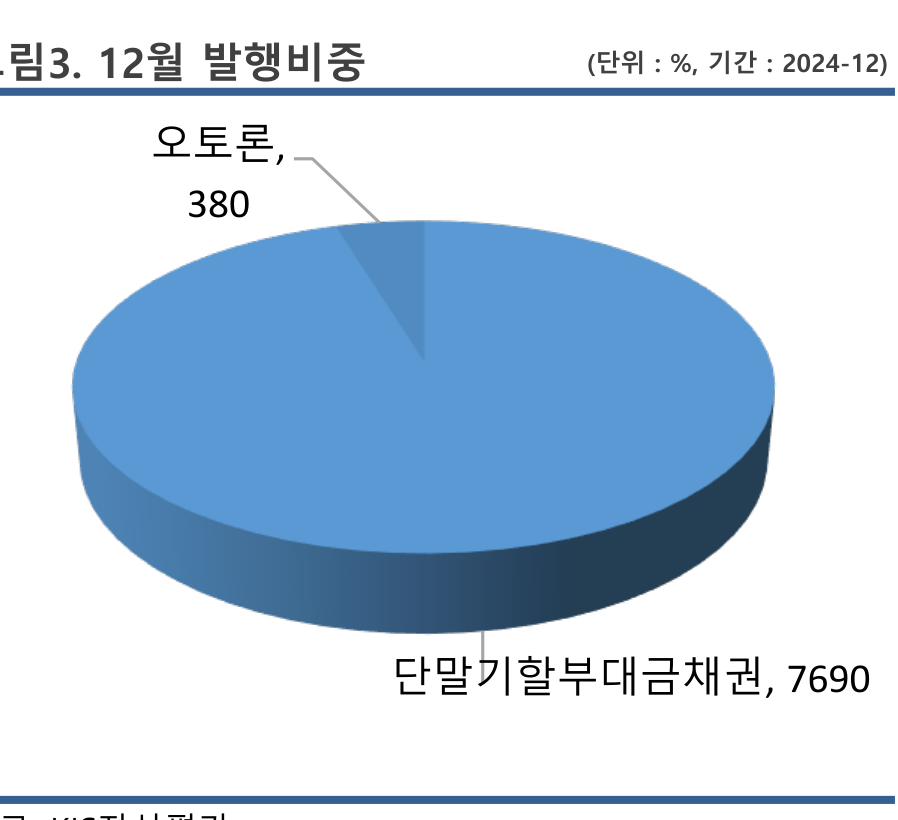 림3. 12월 발행비중
(단위 : %, 기간 : 2024-12)
오토론,
380
단말기할부대금채권, 7690